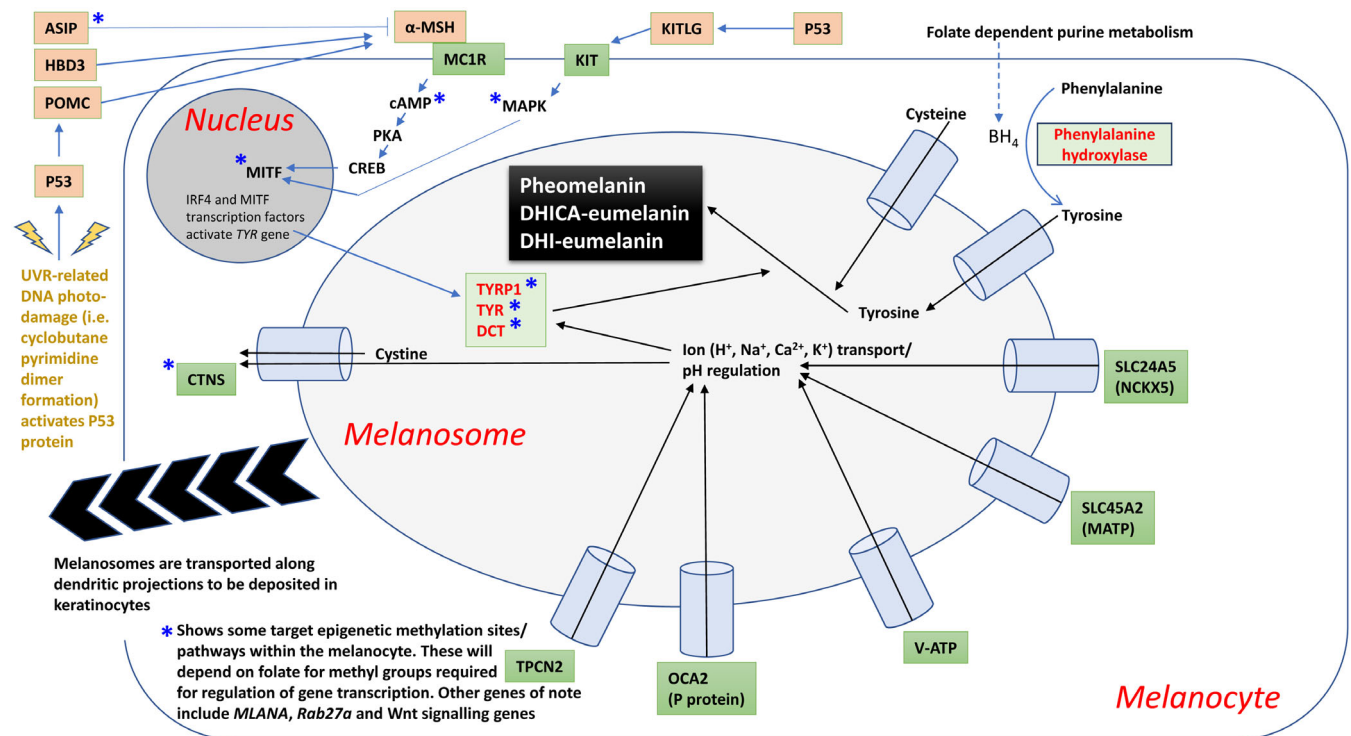 ASIP *
HBD3
POMC
P53
UVR-related
DNA photo-
damage (i.e.
cyclobutane
pyrimidine
dimer
formation)
activates P53
protein
α-MSH
MC1R
cAMP *
PKA
CREB
KITLG
P53
KIT
* MAPK
Nucleus
* MITF
IRF4 and MITF
transcription factors
activate TYR gene
Folate dependent purine metabolism
Phenylalanine
BH4
Phenylalanine
hydroxylase
Tyrosine
Cysteine
Pheomelanin
DHICA-eumelanin
DHI-eumelanin
TYRP1 *
TYR *
DCT *
Tyrosine
Cystine
* CTNS
Ion (H⁺, Na⁺, Ca²⁺, K⁺) transport/
pH regulation
SLC24A5
(NCKX5)
Melanosome
SLC45A2
(MATP)
V-ATP
OCA2
(P protein)
TPCN2
Melanosomes are transported along
dendritic projections to be deposited in
keratinocytes
* Shows some target epigenetic methylation sites/
pathways within the melanocyte. These will
depend on folate for methyl groups required
for regulation of gene transcription. Other genes of note
include MLANA, Rab27a and Wnt signalling genes
Melanocyte